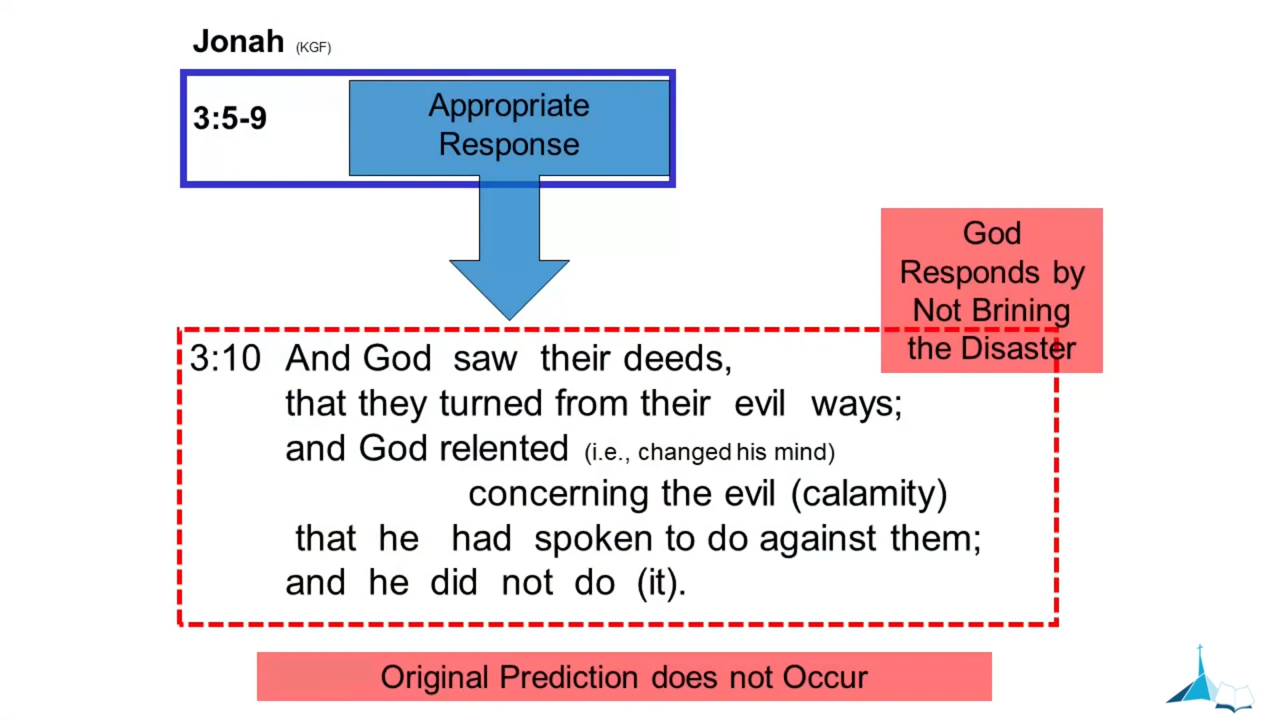 Jonah (KGF)
3:5-9
Appropriate
Response
God
Responds by
Not Brining
the Disaster
3:10 And God saw their deeds,
that they turned from their evil ways;
and God relented (i.e., changed his mind)
concerning the evil (calamity)
that he had spoken to do against them;
and he did not do (it).
Original Prediction does not Occur